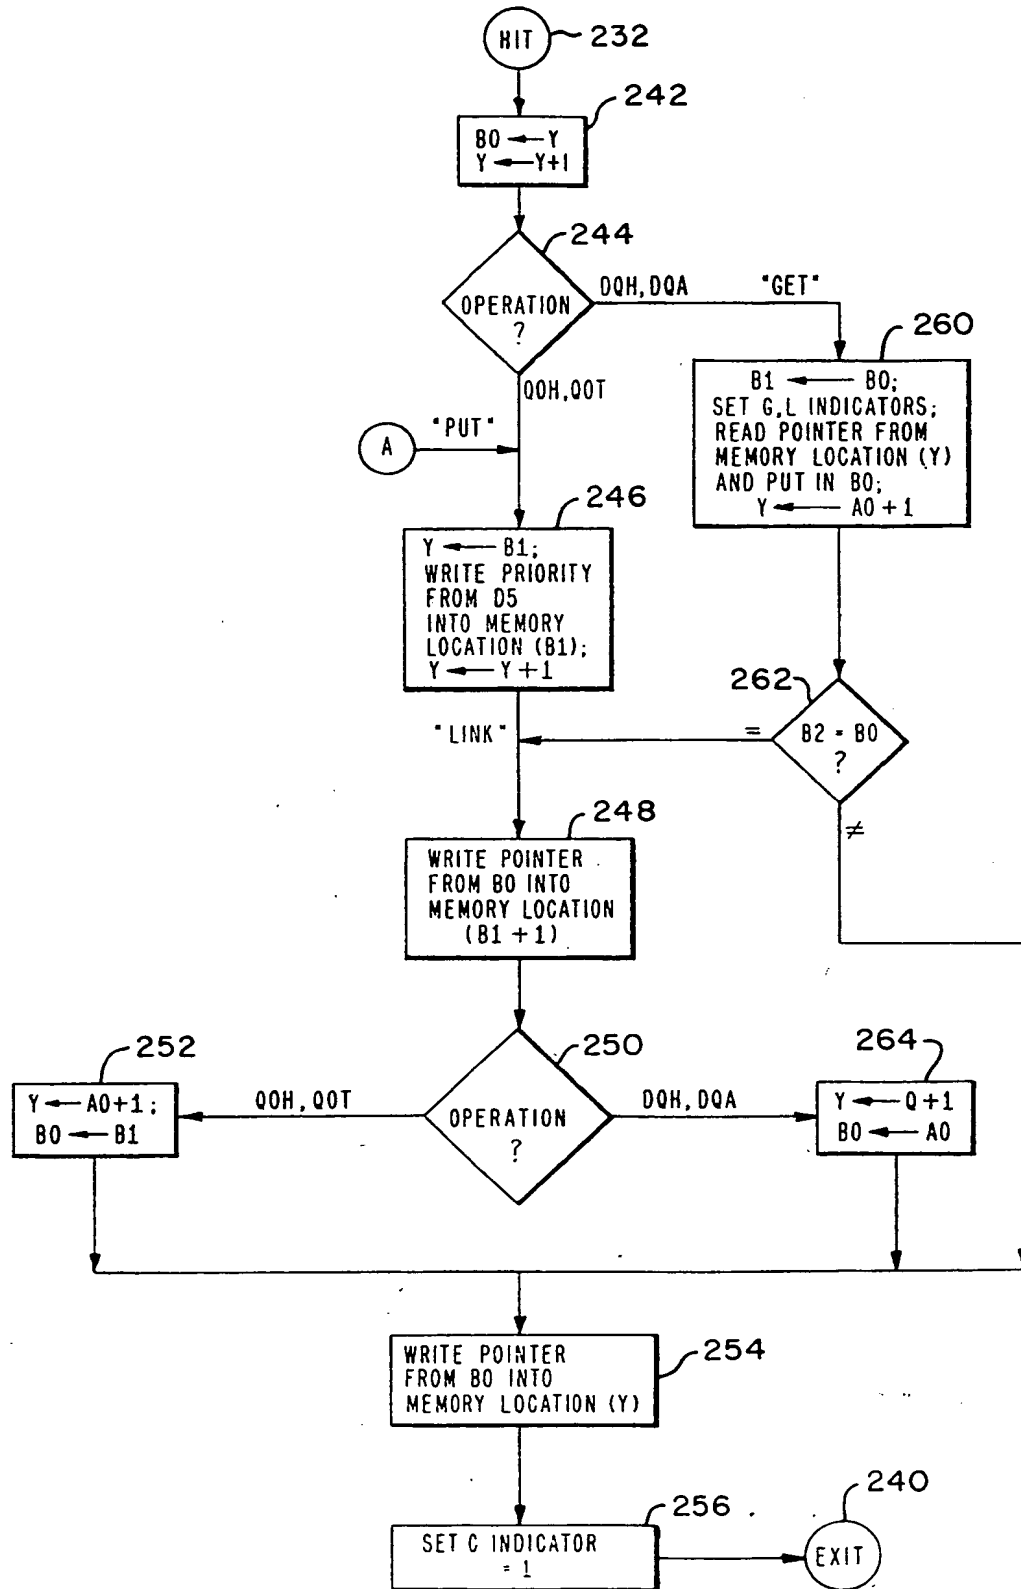 HIT
232
242
B0 ← Y
Y ← Y+1
244
OPERATION
?
DQH, DQA
"GET"
260
B1 ← B0;
SET G,L INDICATORS;
READ POINTER FROM
MEMORY LOCATION (Y)
AND PUT IN B0;
Y ← A0 + 1
QOH, QOT
"PUT"
A
246
Y ← B1;
WRITE PRIORITY
FROM D5
INTO MEMORY
LOCATION (B1);
Y ← Y + 1
262
B2 = B0
?
=
≠
"LINK"
248
WRITE POINTER
FROM B0 INTO
MEMORY LOCATION
(B1 + 1)
250
OPERATION
?
QOH, QOT
DQH, DQA
252
Y ← A0+1;
B0 ← B1
264
Y ← Q+1
B0 ← A0
254
WRITE POINTER
FROM B0 INTO
MEMORY LOCATION (Y)
256
SET C INDICATOR
= 1
240
EXIT